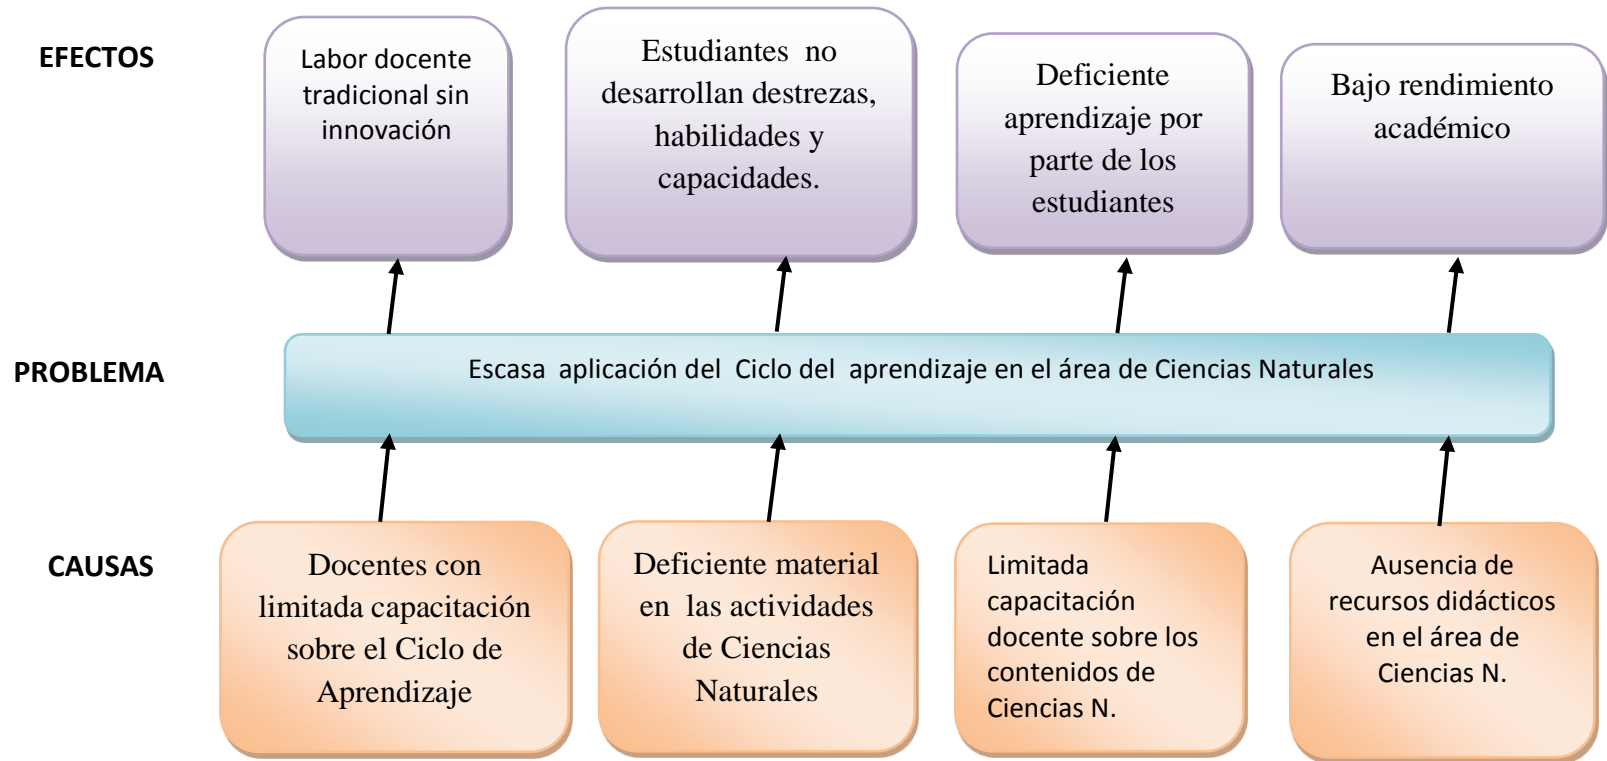 EFECTOS
Labor docente
tradicional sin
innovación
Estudiantes no
desarrollan destrezas,
habilidades y
capacidades.
Deficiente
aprendizaje por
parte de los
estudiantes
Bajo rendimiento
académico
PROBLEMA
Escasa aplicación del Ciclo del aprendizaje en el área de Ciencias Naturales
CAUSAS
Docentes con
limitada capacitación
sobre el Ciclo de
Aprendizaje
Deficiente material
en las actividades
de Ciencias
Naturales
Limitada
capacitación
docente sobre los
contenidos de
Ciencias N.
Ausencia de
recursos didácticos
en el área de
Ciencias N.